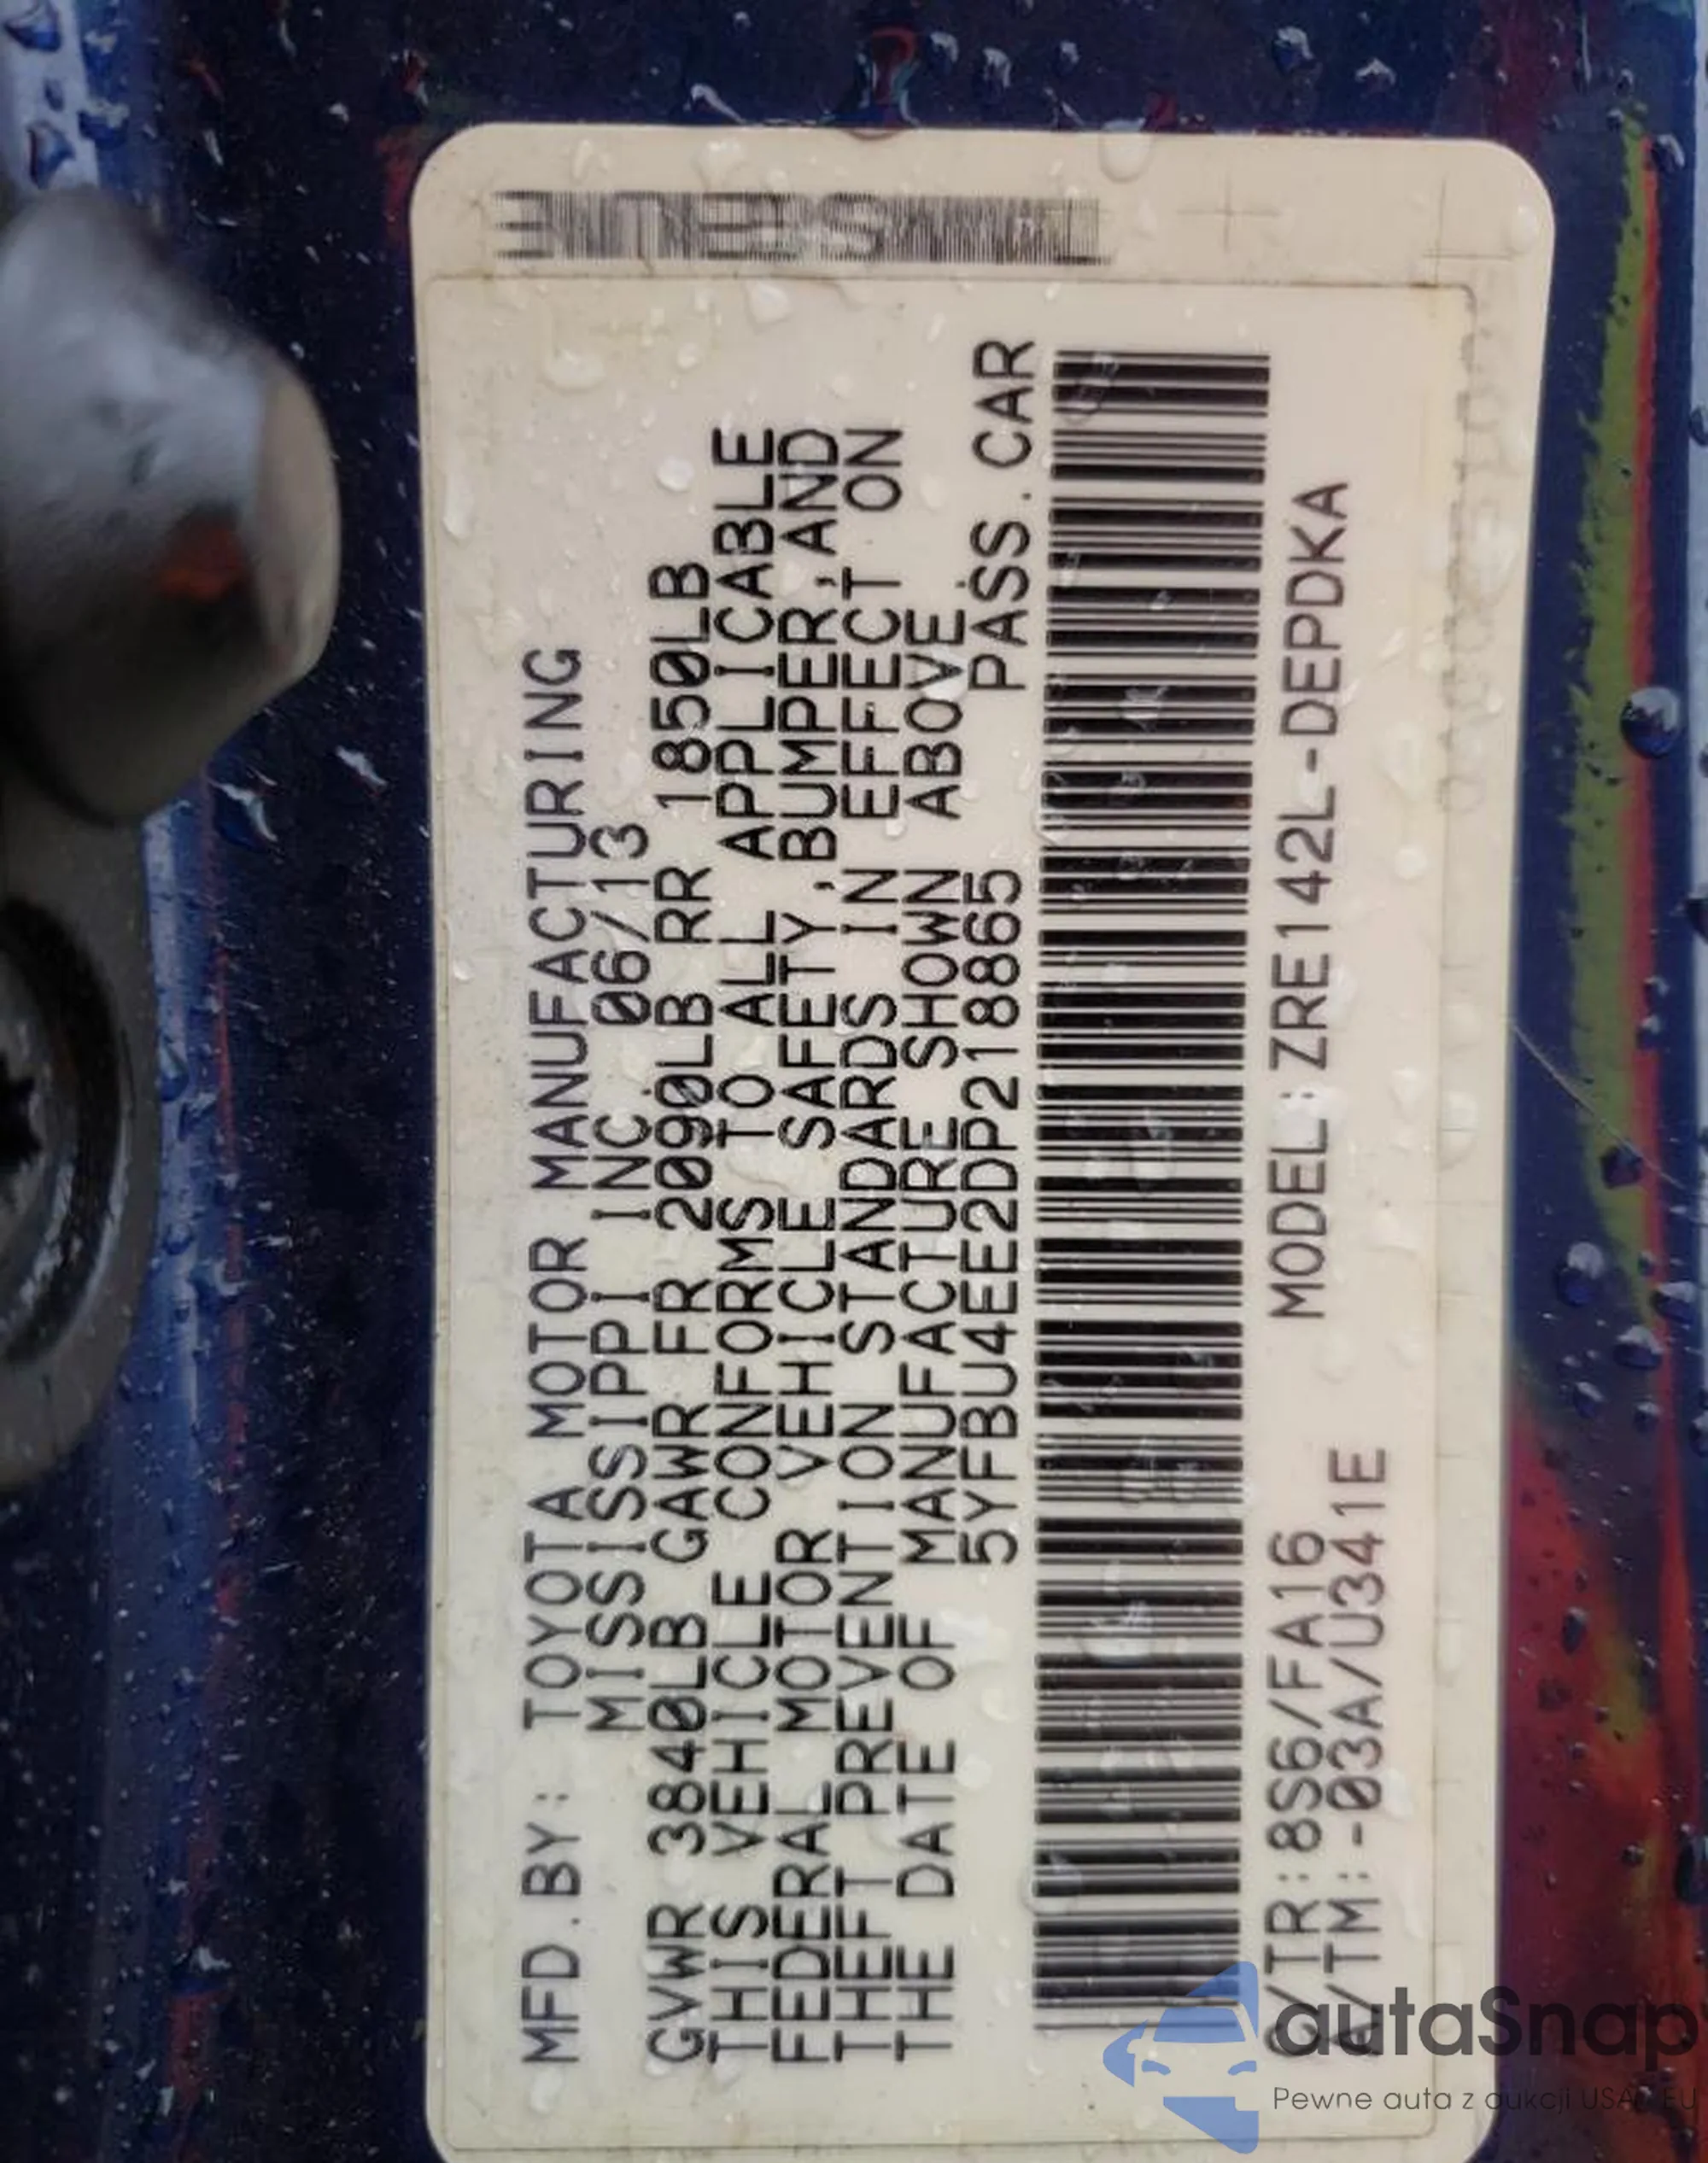 MFD.BY: TOYOTA MOTOR MANUFACTURING
MISSISSIPPI INC. 06/13
GVWR 3840LB GAWR FR 2090LB RR 1850LB
THIS VEHICLE CONFORMS TO ALL APPLICABLE
FEDERAL MOTOR VEHICLE SAFETY, BUMPER, AND
THEFT PREVENTION STANDARDS IN EFFECT ON
THE DATE OF MANUFACTURE SHOWN ABOVE.
5YFBU4EE2DP218865 PASS.CAR
/TR:8S6/FA16 MODEL:ZRE142L-DEPDKA
A/TM:-03A/U341E
autaSnap
Pewne auta z aukcji USA EU